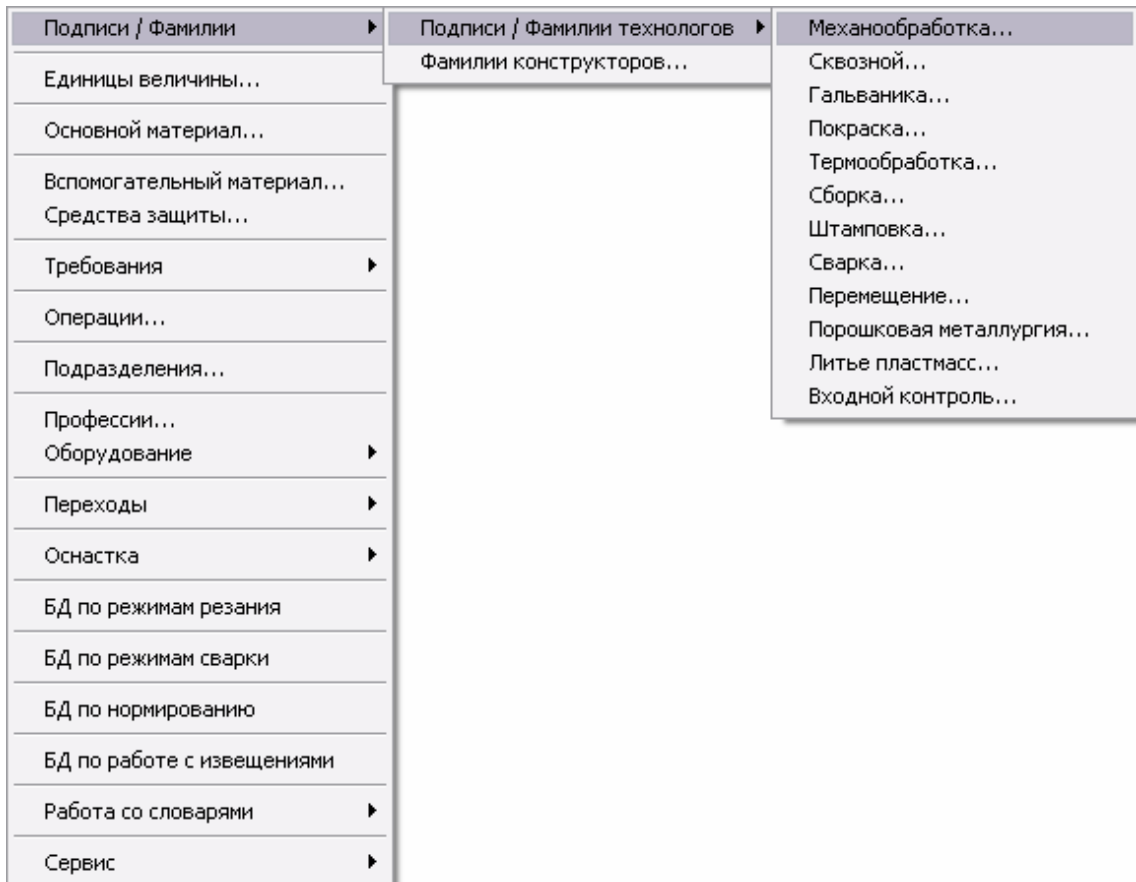 Подписи / Фамилии
Единицы величины...
Основной материал...
Вспомогательный материал...
Средства защиты...
Требования
Операции...
Подразделения...
Профессии...
Оборудование
Переходы
Оснастка
БД по режимам резания
БД по режимам сварки
БД по нормированию
БД по работе с извещениями
Работа со словарями
Сервис
Подписи / Фамилии технологов
Фамилии конструкторов...
Механообработка...
Сквозной...
Гальваника...
Покраска...
Термообработка...
Сборка...
Штамповка...
Сварка...
Перемещение...
Порошковая металлургия...
Литье пластмасс...
Входной контроль...